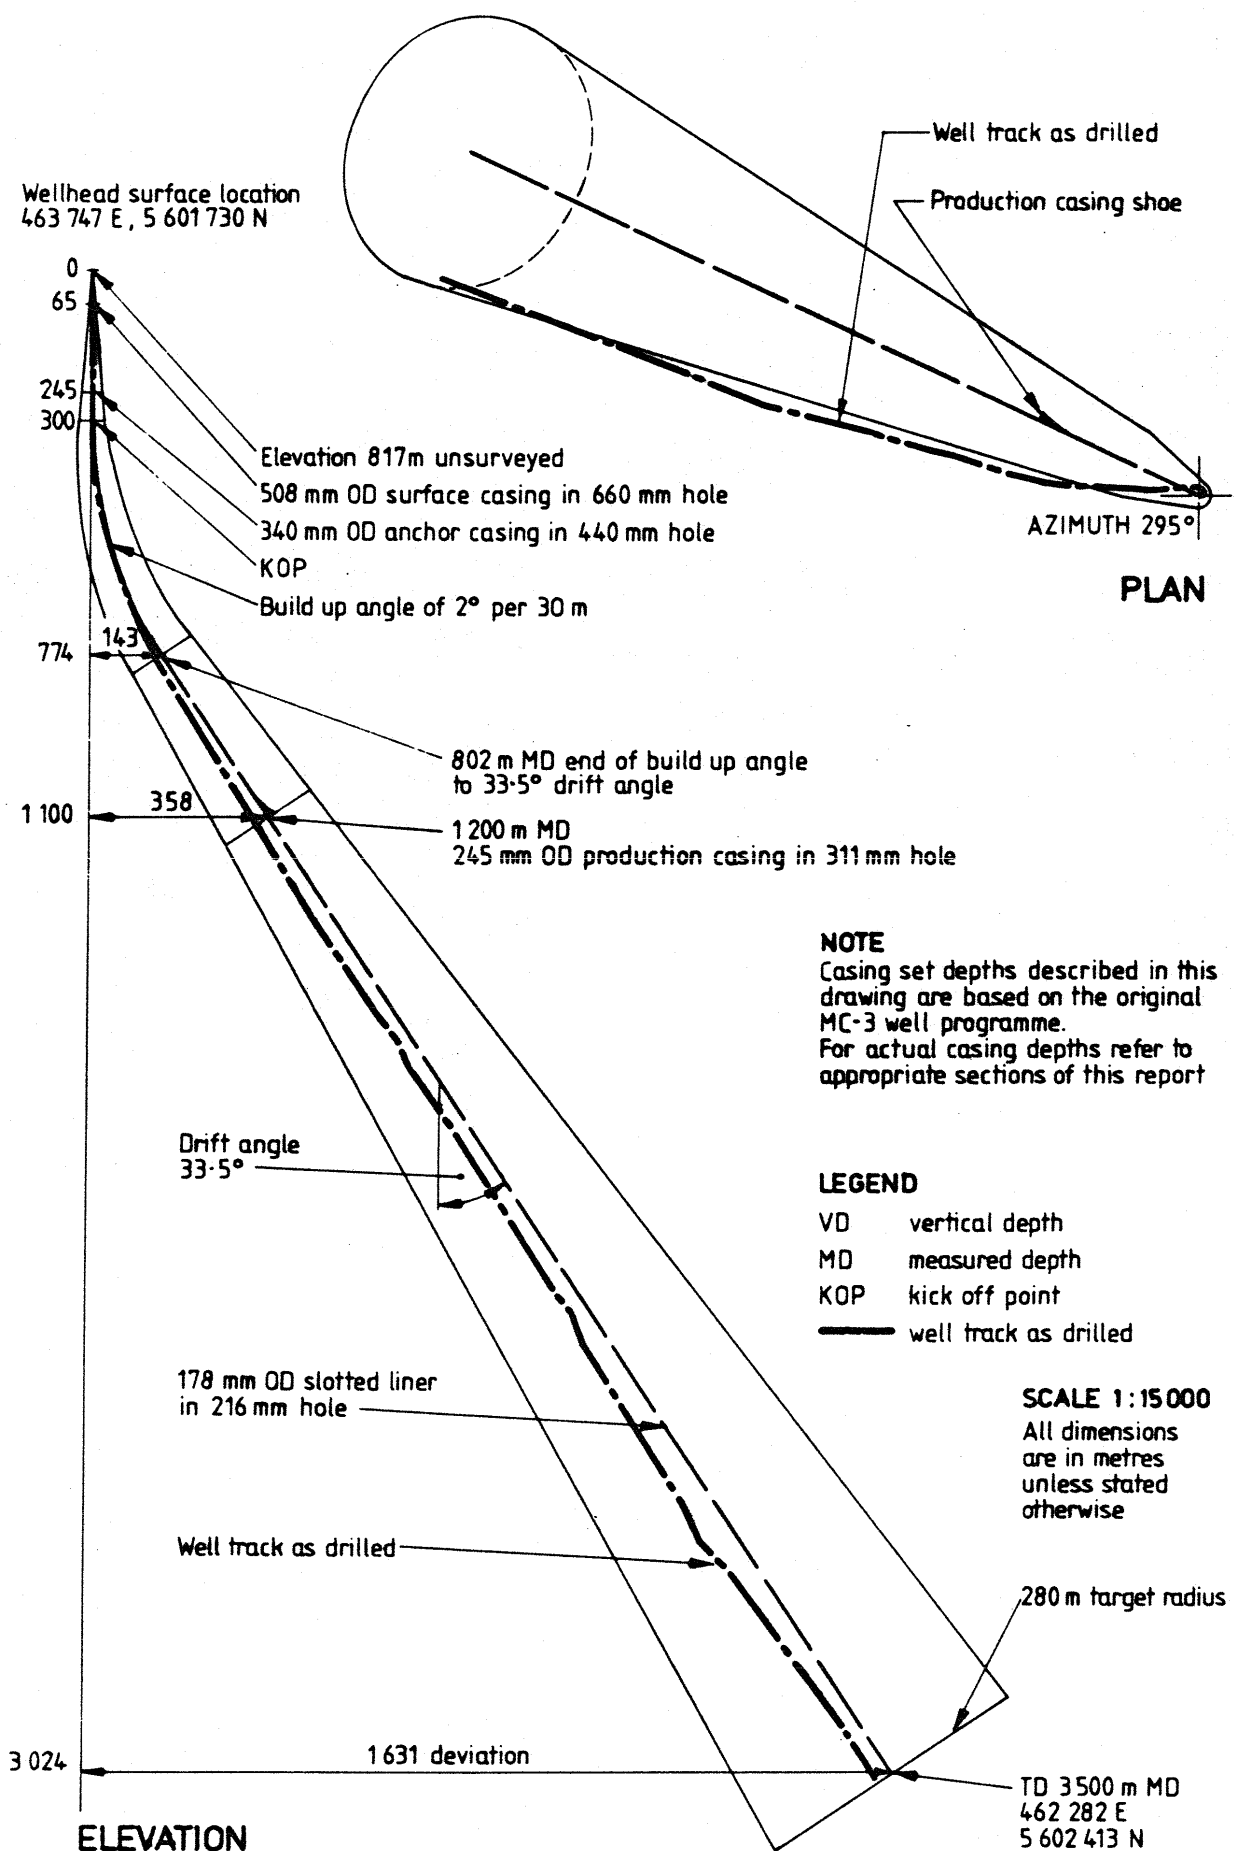 Well track as drilled
Production casing shoe
Wellhead surface location
463 747 E, 5 601 730 N
0
65
245
300
Elevation 817m unsurveyed
508 mm OD surface casing in 660 mm hole
340 mm OD anchor casing in 440 mm hole
KOP
Build up angle of 2° per 30 m
AZIMUTH 295°
PLAN
143
774
802 m MD end of build up angle
to 33·5° drift angle
358
1 100
1 200 m MD
245 mm OD production casing in 311 mm hole
NOTE
Casing set depths described in this
drawing are based on the original
MC-3 well programme.
For actual casing depths refer to
appropriate sections of this report
Drift angle
33·5°
LEGEND
VD vertical depth
MD measured depth
KOP kick off point
well track as drilled
178 mm OD slotted liner
in 216 mm hole
SCALE 1:15 000
All dimensions
are in metres
unless stated
otherwise
Well track as drilled
280 m target radius
1 631 deviation
3 024
TD 3 500 m MD
462 282 E
5 602 413 N
ELEVATION